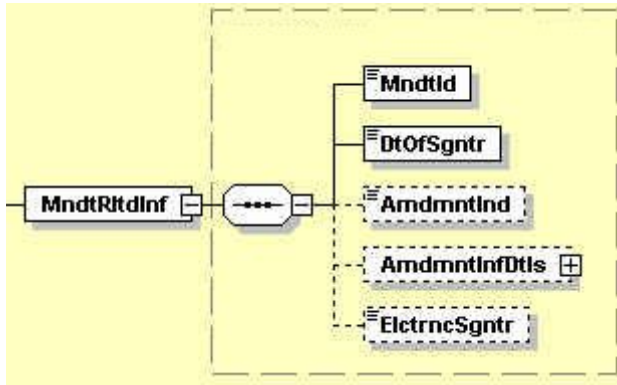 MndtId
DtOfSgntr
MndtRltdInf
AmdmntInd
AmdmntInfDtls
ElctrncSgntr